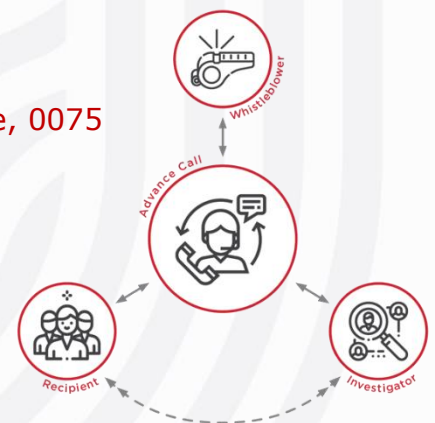 Whistleblower
e, 0075
Advance Call
Recipient
Investigator